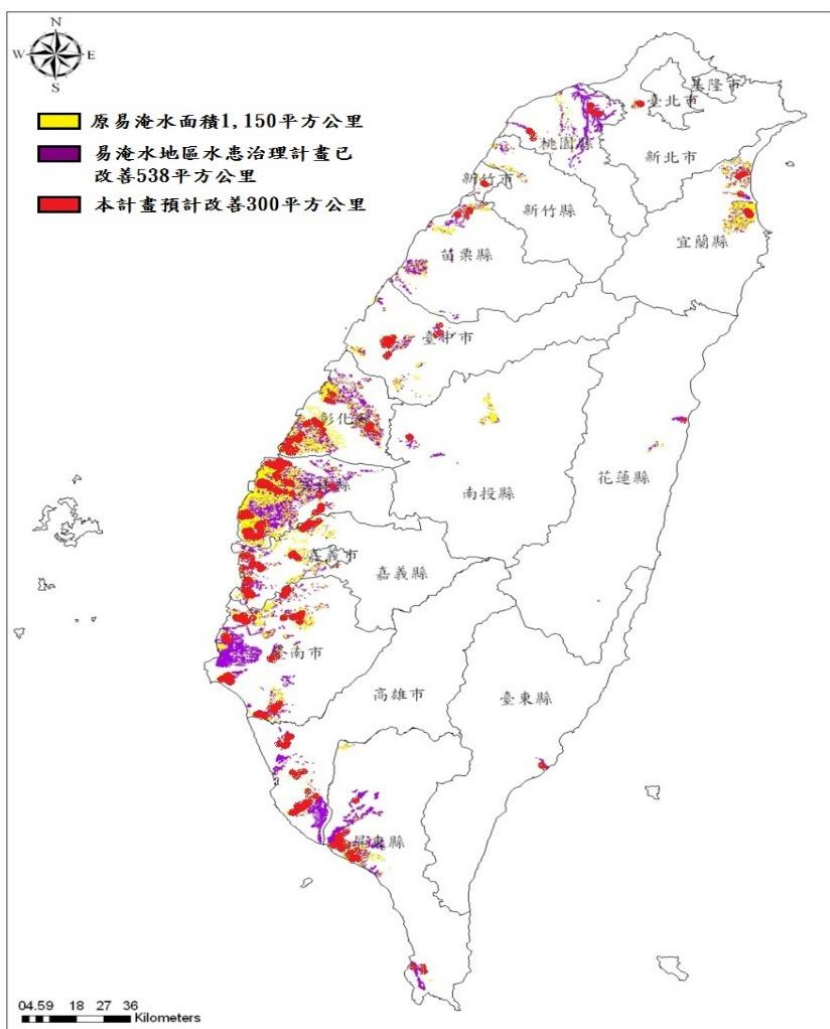 N
W E
S
原易淹水面積1,150平方公里
易淹水地區水患治理計畫已
改善538平方公里
本計畫預計改善300平方公里
基隆市
臺北市
桃園縣
新北市
新竹市
新竹縣
宜蘭縣
苗栗縣
臺中市
彰化
花蓮縣
南投縣
縣
嘉義市
嘉義縣
臺南市
高雄市
臺東縣
屏東縣
04.59 18 27 36
Kilometers